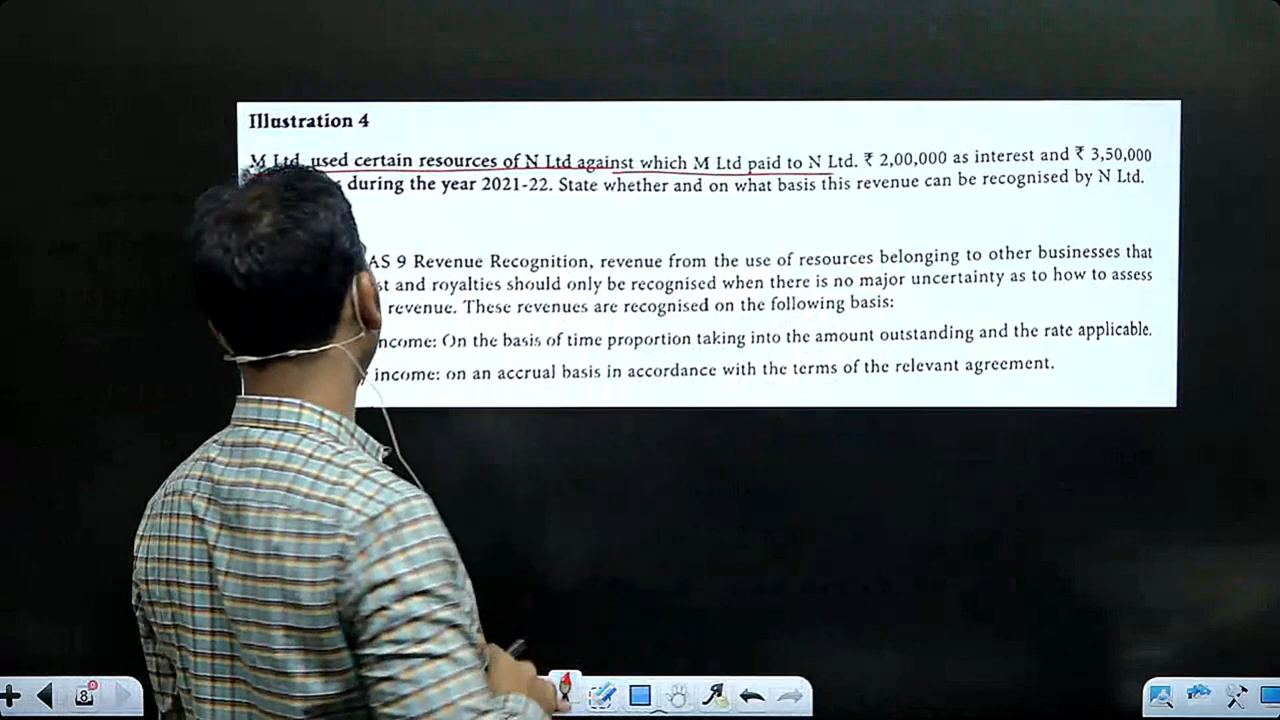 Illustration 4
M Ltd. used certain resources of N Ltd against which M Ltd paid to N Ltd. ₹ 2,00,000 as interest and ₹ 3,50,000
during the year 2021-22. State whether and on what basis this revenue can be recognised by N Ltd.
AS 9 Revenue Recognition, revenue from the use of resources belonging to other businesses that
and royalties should only be recognised when there is no major uncertainty as to how to assess
revenue. These revenues are recognised on the following basis:
ncome: On the basis of time proportion taking into the amount outstanding and the rate applicable.
income: on an accrual basis in accordance with the terms of the relevant agreement.
8
0